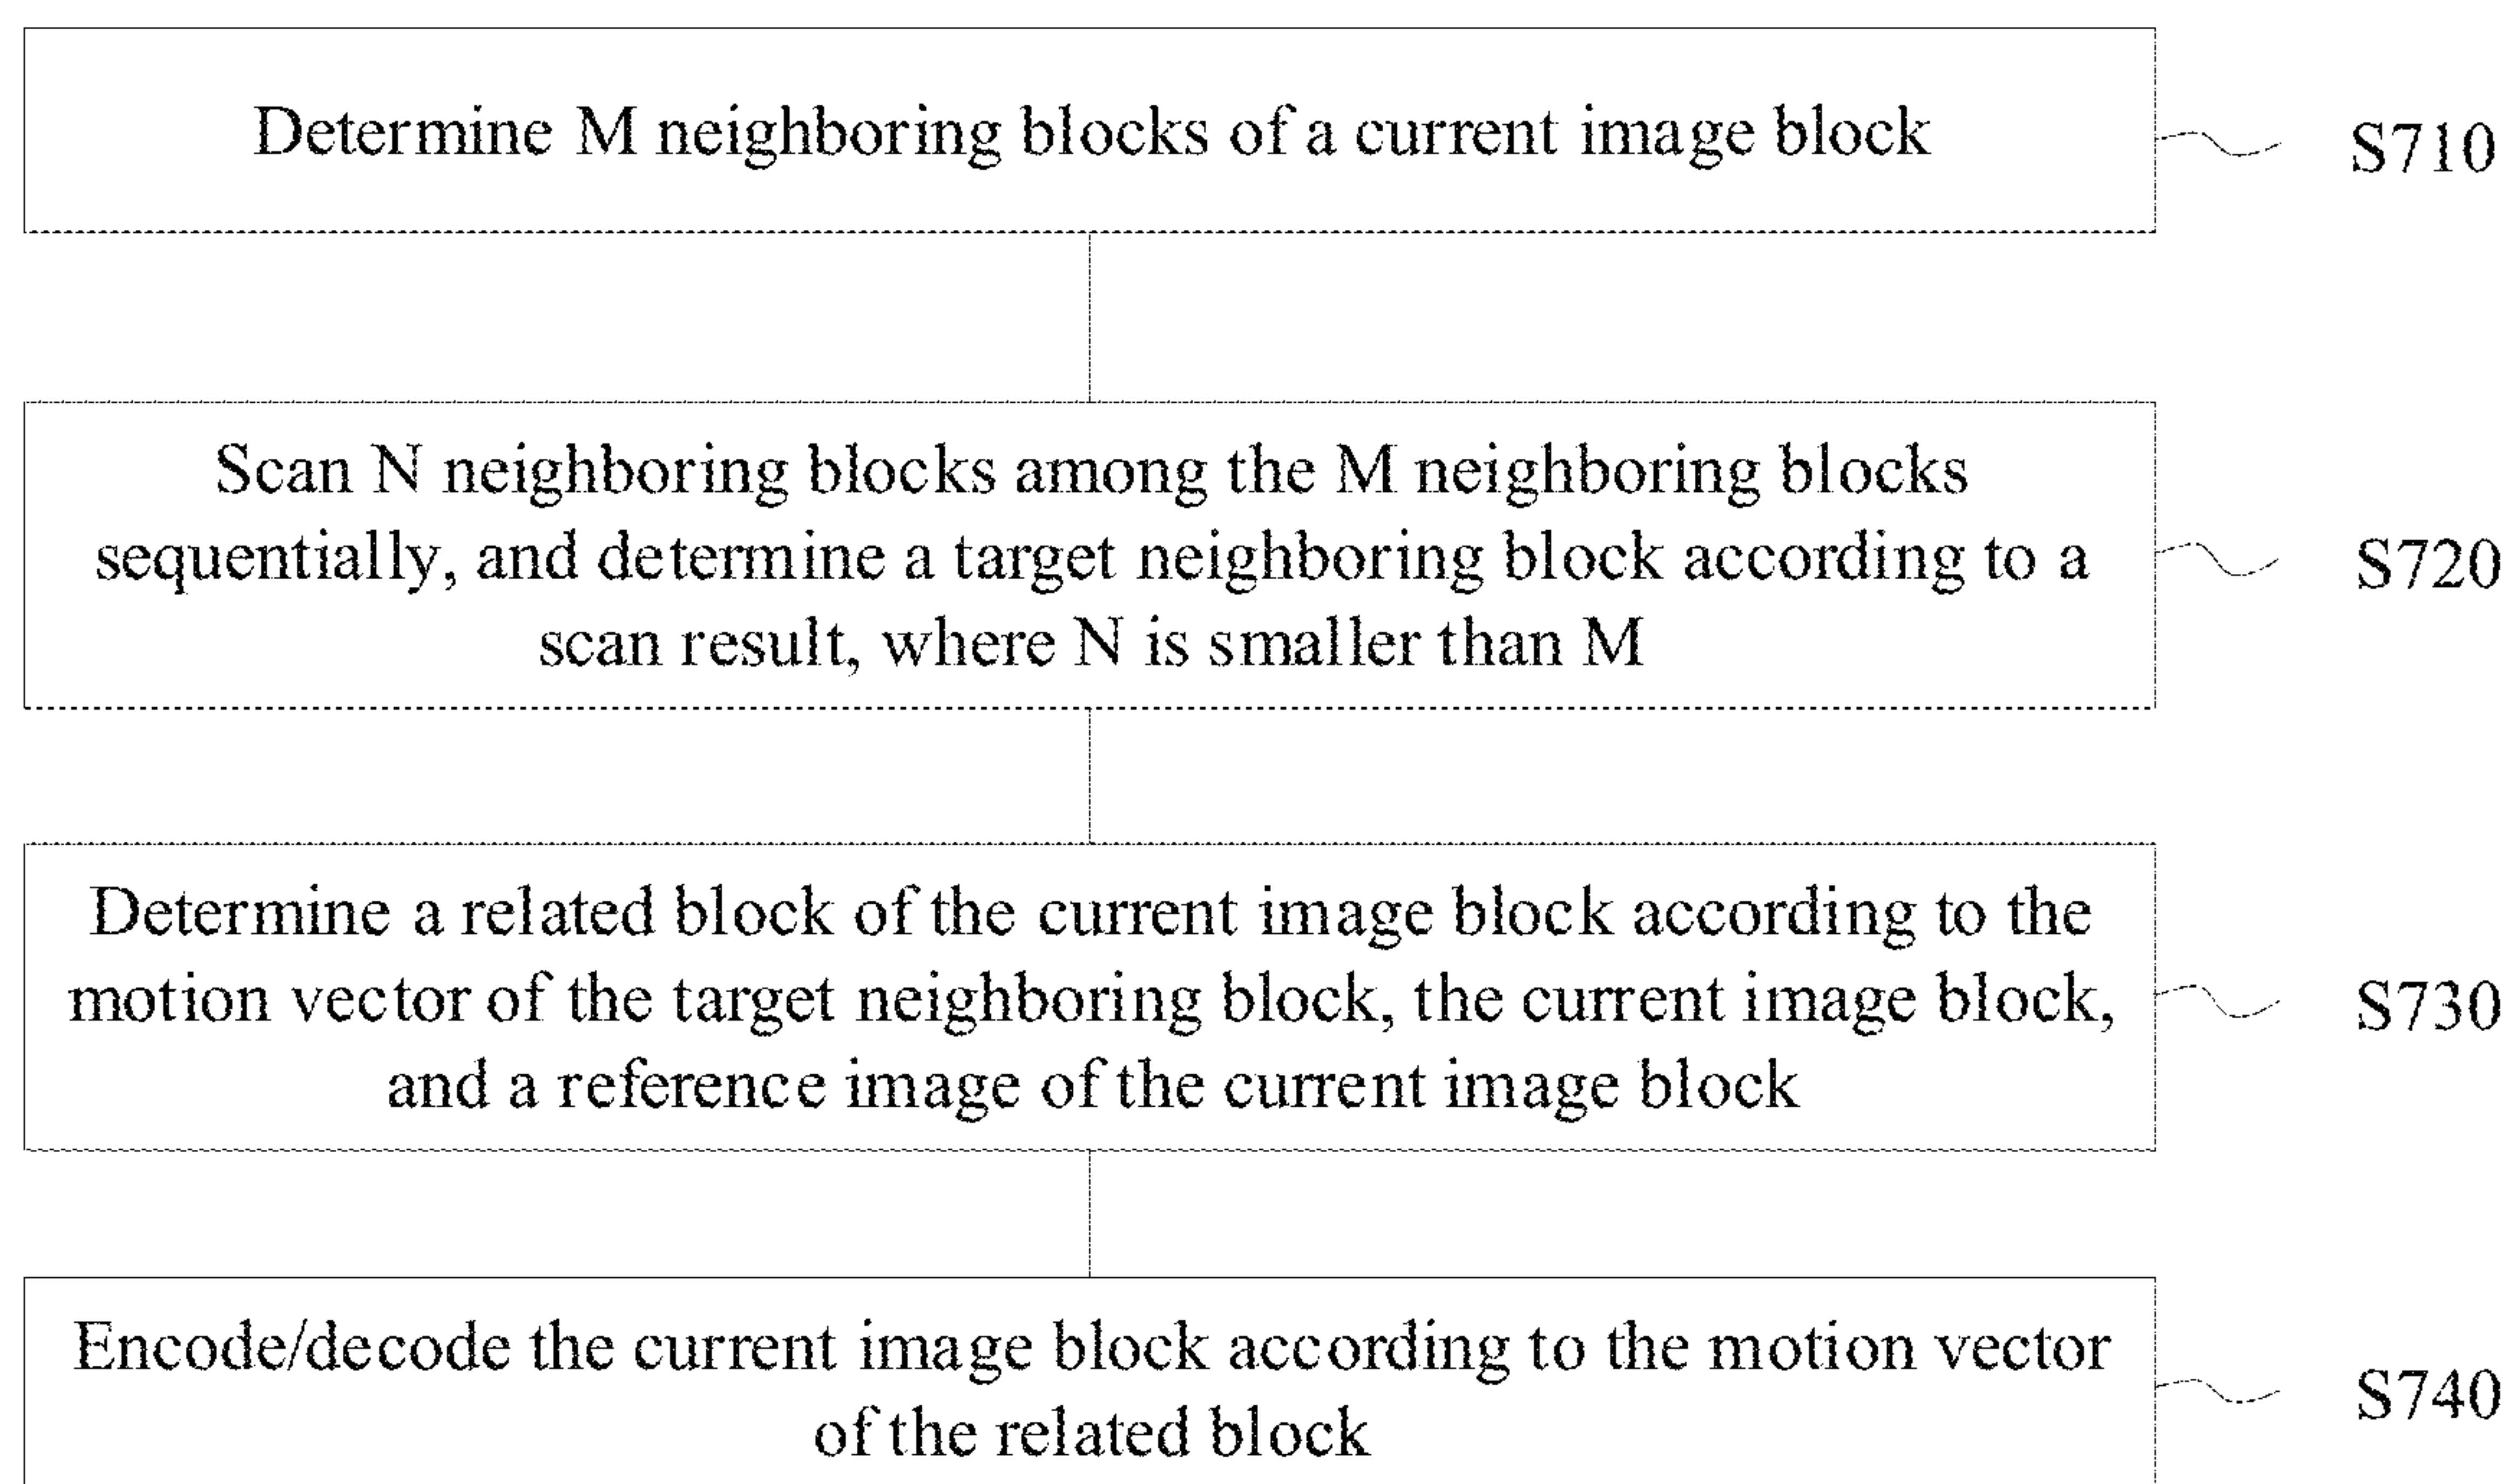 Determine M neighboring blocks of a current image block
S710
Scan N neighboring blocks among the M neighboring blocks
sequentially, and determine a target neighboring block according to a
scan result, where N is smaller than M
S720
Determine a related block of the current image block according to the
motion vector of the target neighboring block, the current image block,
and a reference image of the current image block
S730
Encode/decode the current image block according to the motion vector
of the related block
S740